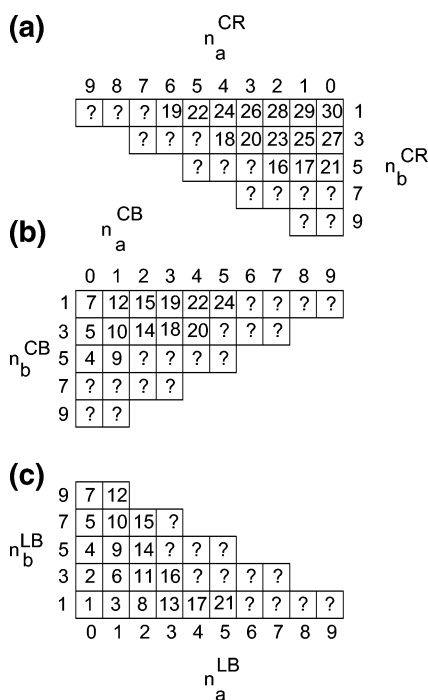 (a)
n_a^CR
9 8 7 6 5 4 3 2 1 0
? ? ? 19 22 24 26 28 29 30 1
? ? ? 18 20 23 25 27 3
? ? ? 16 17 21 5 n_b^CR
? ? ? ? 7
? ? 9
(b)
n_a^CB
0 1 2 3 4 5 6 7 8 9
1 7 12 15 19 22 24 ? ? ? ?
3 5 10 14 18 20 ? ? ?
n_b^CB 5 4 9 ? ? ? ?
7 ? ? ? ?
9 ? ?
(c)
9 7 12
7 5 10 15 ?
n_b^LB 5 4 9 14 ? ? ?
3 2 6 11 16 ? ? ? ?
1 1 3 8 13 17 21 ? ? ? ?
0 1 2 3 4 5 6 7 8 9
n_a^LB